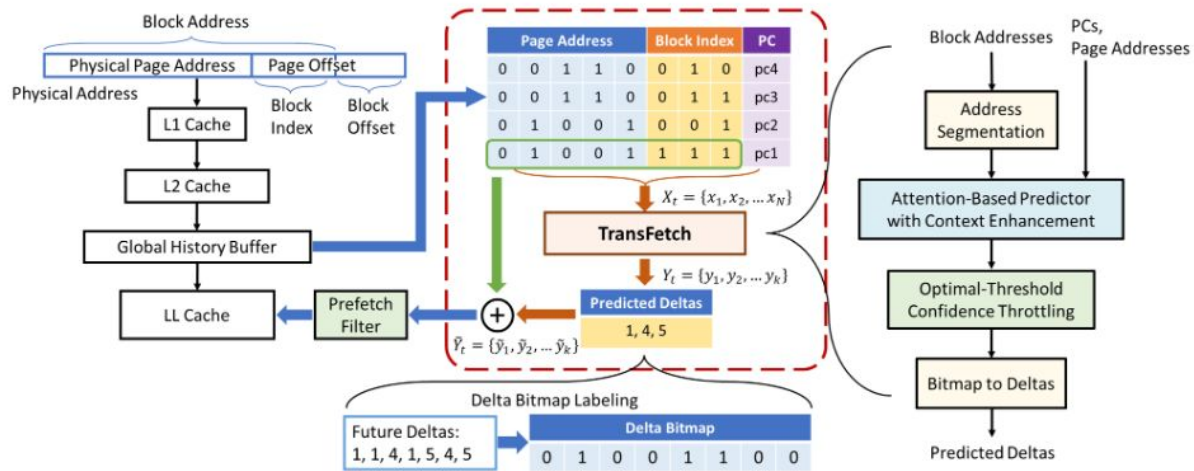 Block Address
Physical Page Address Page Offset
Physical Address
Block Index
Block Offset
L1 Cache
L2 Cache
Global History Buffer
LL Cache
Prefetch Filter
Page Address Block Index PC
0 0 1 1 0 0 1 0 pc4
0 0 1 1 0 0 1 1 pc3
0 1 0 0 1 0 0 1 pc2
0 1 0 0 1 1 1 1 pc1
X_t = {x_1, x_2, … x_N}
TransFetch
Y_t = {y_1, y_2, … y_k}
Predicted Deltas
1, 4, 5
+
Ỹ_t = {ỹ_1, ỹ_2, … ỹ_k}
Delta Bitmap Labeling
Future Deltas:
1, 1, 4, 1, 5, 4, 5
Delta Bitmap
0 1 0 0 1 1 0 0
Block Addresses
PCs,
Page Addresses
Address
Segmentation
Attention-Based Predictor
with Context Enhancement
Optimal-Threshold
Confidence Throttling
Bitmap to Deltas
Predicted Deltas